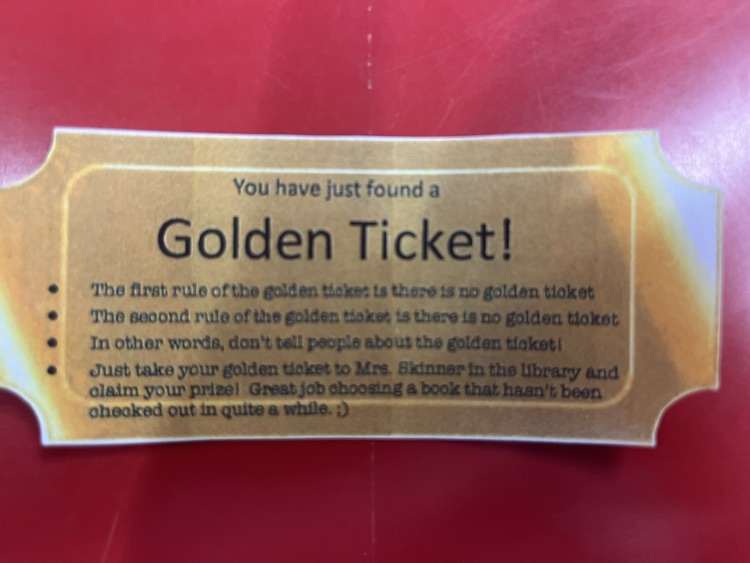 You have just found a
Golden Ticket!
• The first rule of the golden ticket is there is no golden ticket
• The second rule of the golden ticket is there is no golden ticket
• In other words, don't tell people about the golden ticket!
• Just take your golden ticket to Mrs. Skinner in the library and
claim your prize! Great job choosing a book that hasn't been
checked out in quite a while. ;)